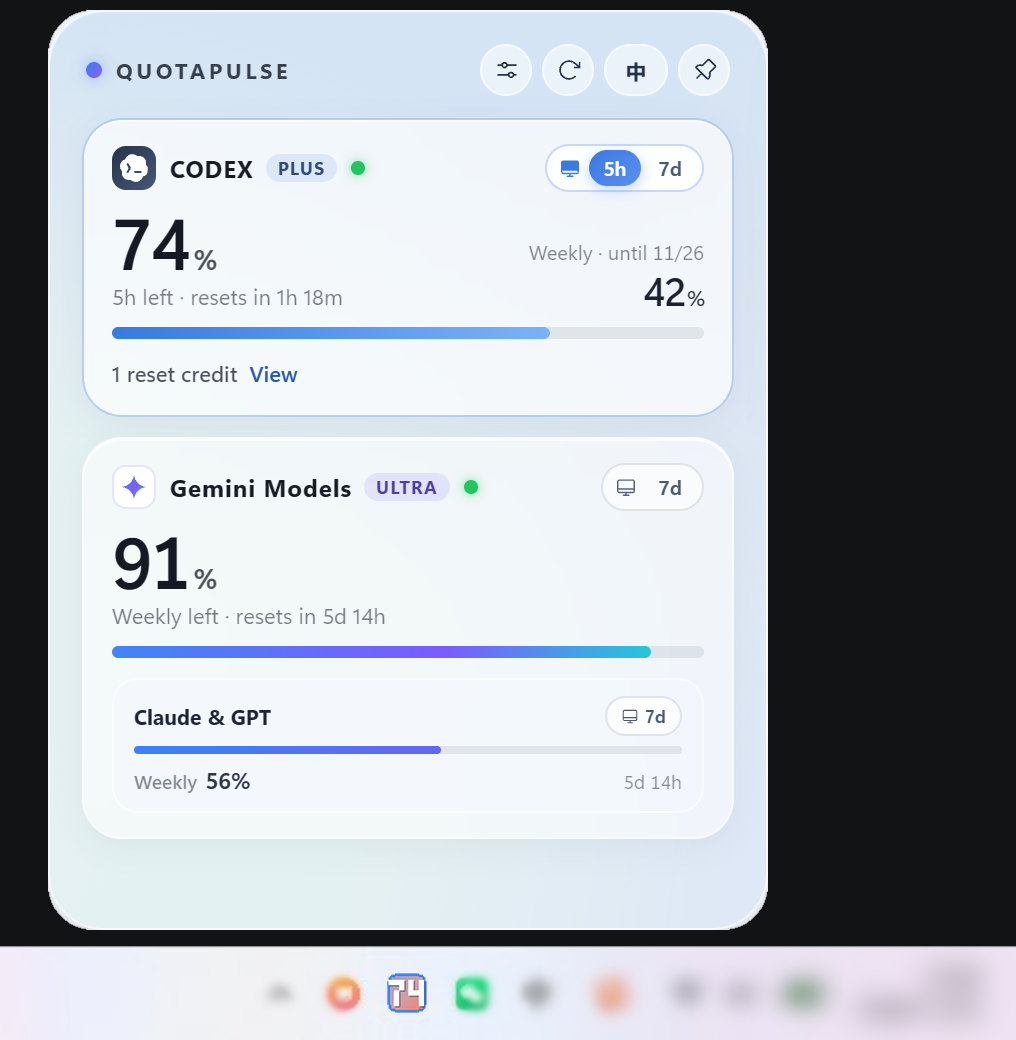 QUOTAPULSE 中
CODEX PLUS 5h 7d
74%
Weekly · until 11/26
5h left · resets in 1h 18m
42%
1 reset credit View
Gemini Models ULTRA 7d
91%
Weekly left · resets in 5d 14h
Claude & GPT 7d
Weekly 56% 5d 14h
74